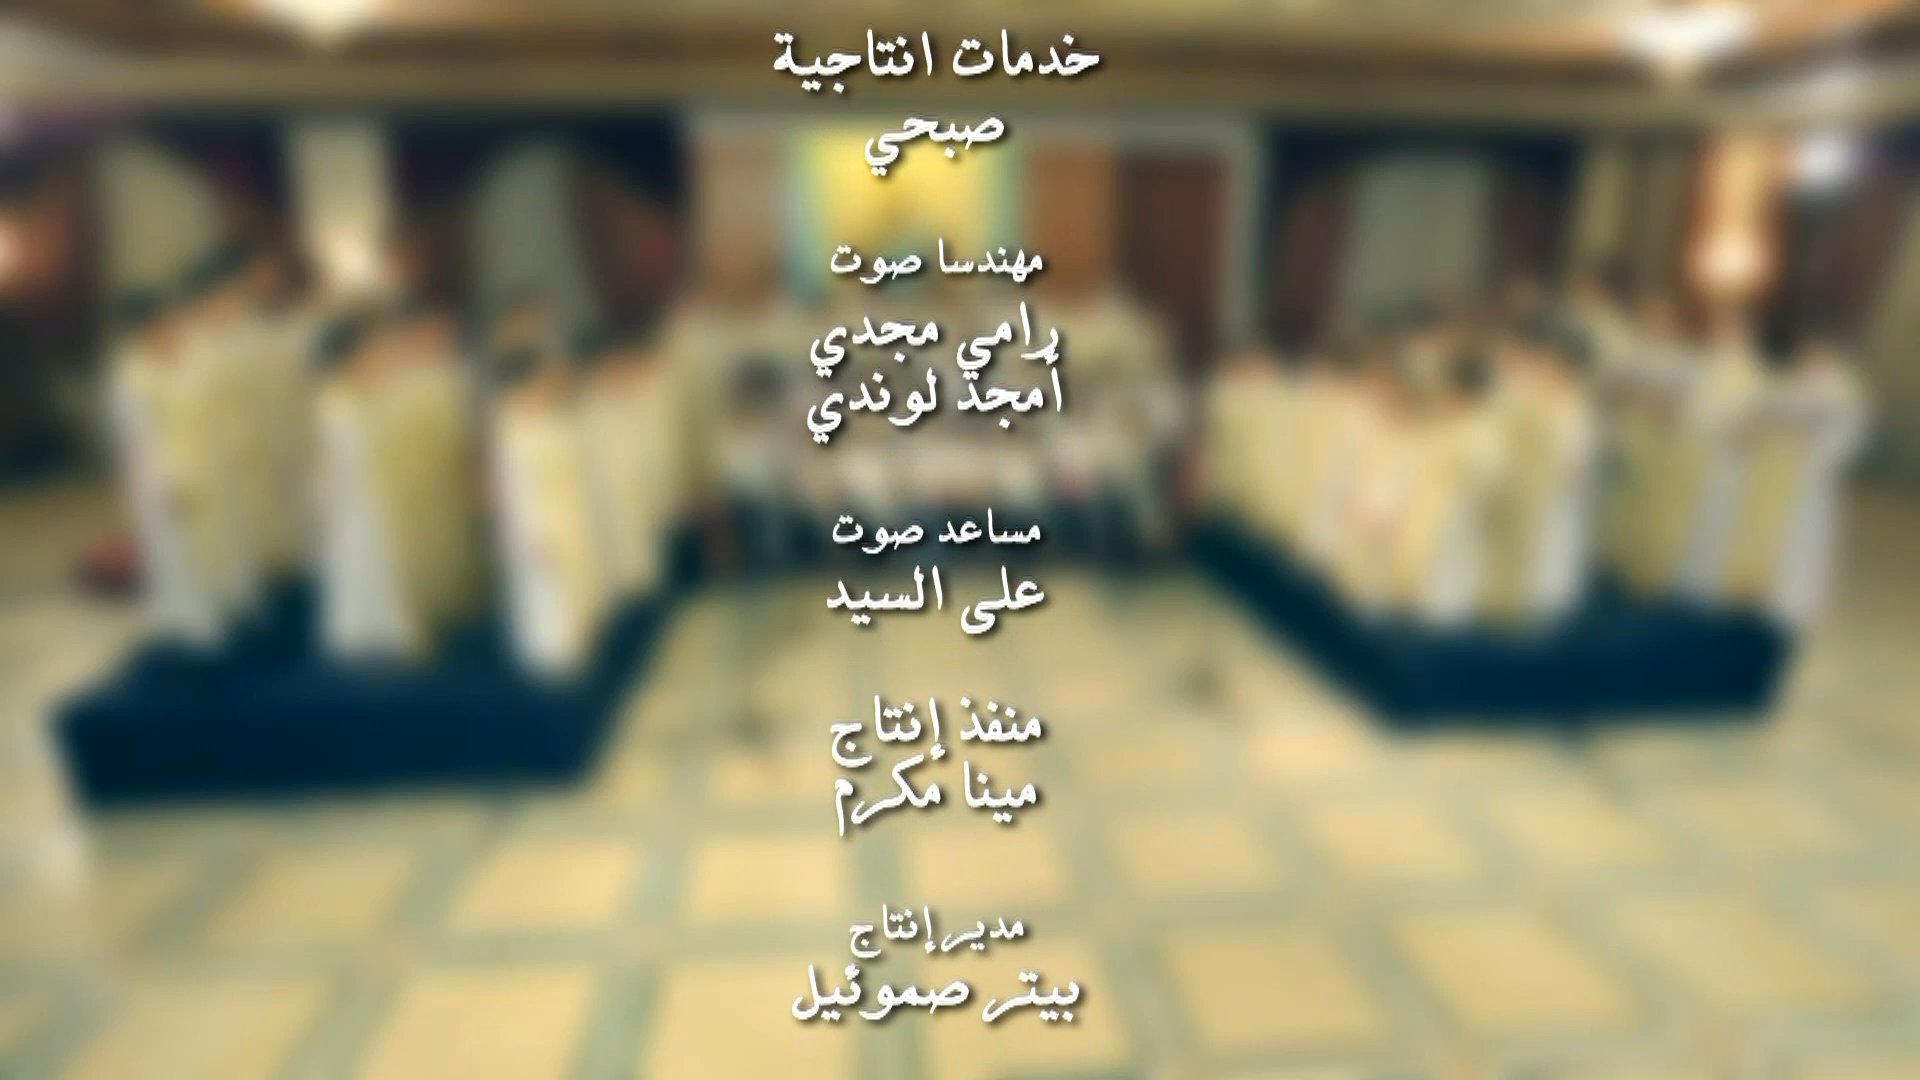 خدمات انتاجية
صبحي
مهندسا صوت
رامي مجدي
أمجد لوندي
مساعد صوت
على السيد
منفذ إنتاج
مينا مكرم
مدير إنتاج
بيتر صموئيل